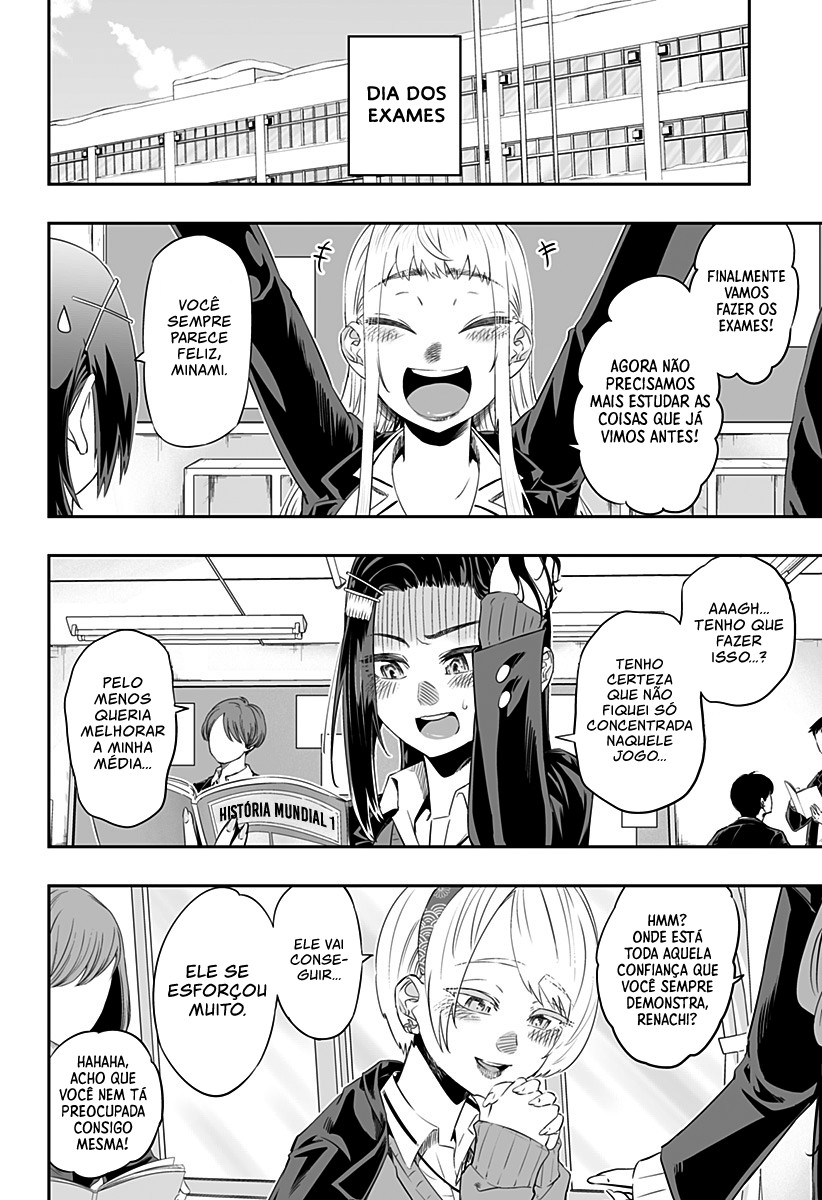 DIA DOS
EXAMES
FINALMENTE
VAMOS
FAZER OS
EXAMES!
AGORA NÃO
PRECISAMOS
MAIS ESTUDAR AS
COISAS QUE JÁ
VIMOS ANTES!
VOCÊ
SEMPRE
PARECE
FELIZ,
MINAMI.
AAAGH...
TENHO QUE
FAZER
ISSO...?
TENHO
CERTEZA
QUE NÃO
FIQUEI SÓ
CONCENTRADA
NAQUELE
JOGO...
PELO
MENOS
QUERIA
MELHORAR
A MINHA
MÉDIA...
HISTÓRIA MUNDIAL 1
HMM?
ONDE ESTÁ
TODA AQUELA
CONFIANÇA QUE
VOCÊ SEMPRE
DEMONSTRA,
RENACHI?
ELE VAI
CONSE-
GUIR...
ELE SE
ESFORÇOU
MUITO.
HAHAHA,
ACHO QUE
VOCÊ NEM TÁ
PREOCUPADA
CONSIGO
MESMA!